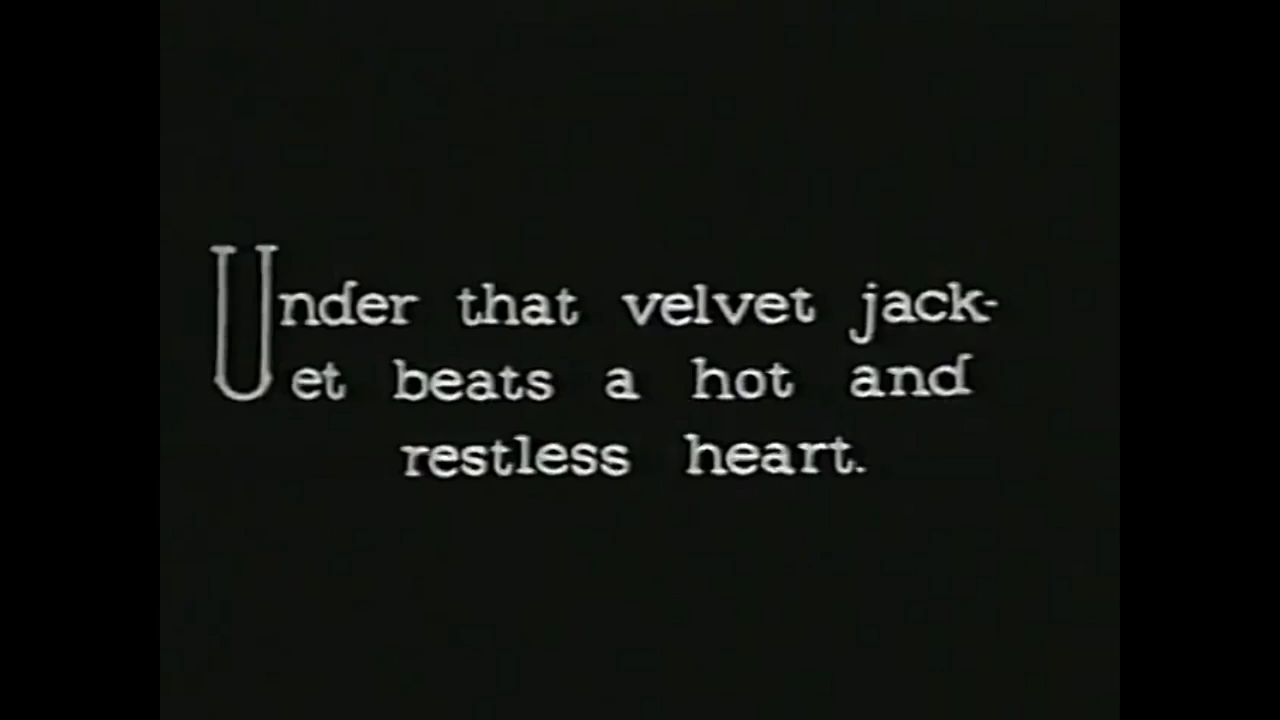 Under that velvet jack-
et beats a hot and
restless heart.